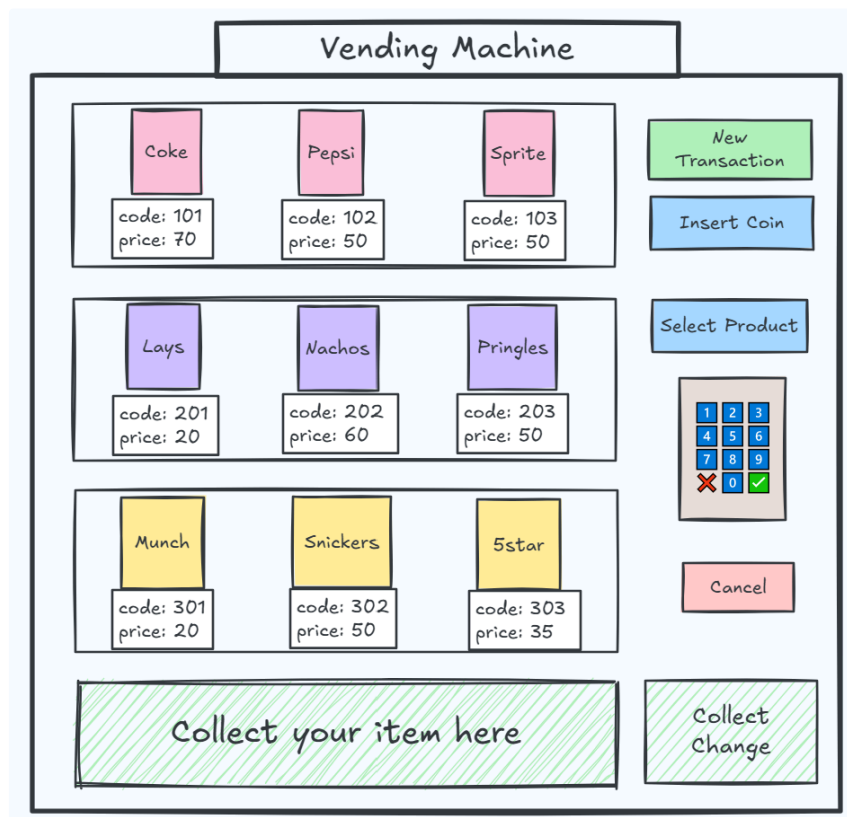 Vending Machine
Coke
Pepsi
Sprite
code: 101
price: 70
code: 102
price: 50
code: 103
price: 50
New
Transaction
Insert Coin
Lays
Nachos
Pringles
code: 201
price: 20
code: 202
price: 60
code: 203
price: 50
Select Product
1 2 3
4 5 6
7 8 9
0
Munch
Snickers
5star
code: 301
price: 20
code: 302
price: 50
code: 303
price: 35
Cancel
Collect your item here
Collect
Change